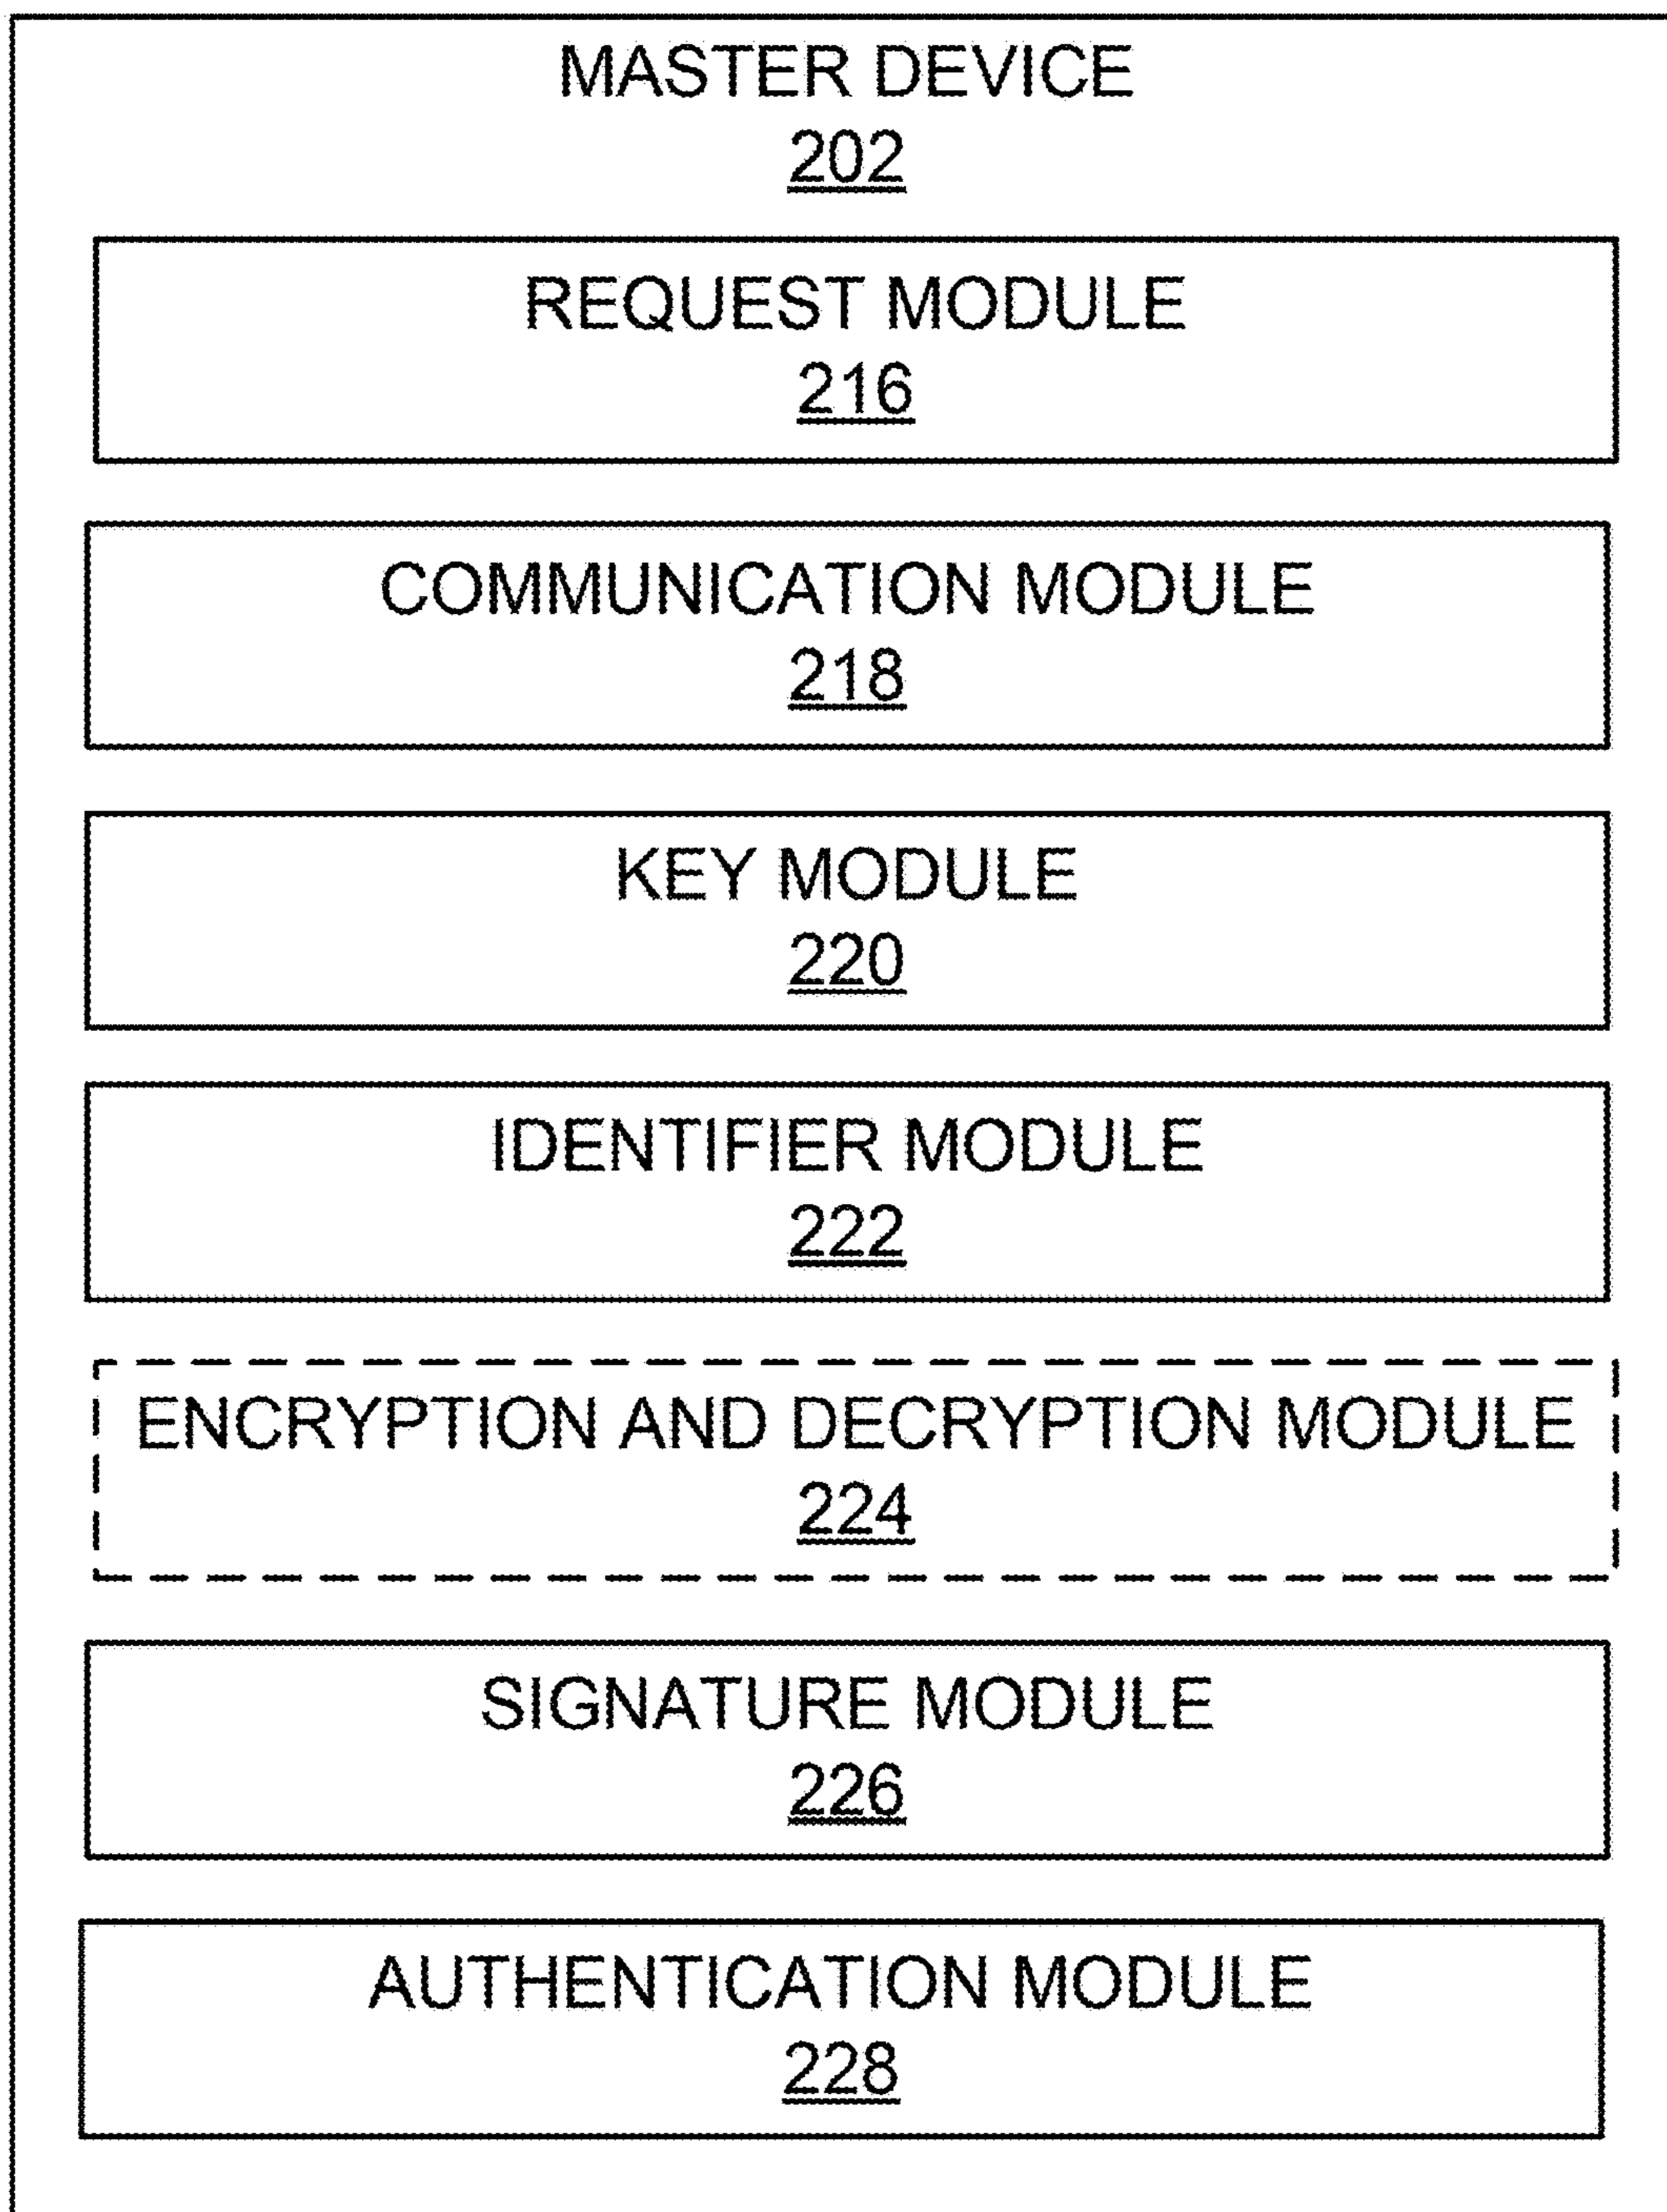 MASTER DEVICE
202
REQUEST MODULE
216
COMMUNICATION MODULE
218
KEY MODULE
220
IDENTIFIER MODULE
222
ENCRYPTION AND DECRYPTION MODULE
224
SIGNATURE MODULE
226
AUTHENTICATION MODULE
228